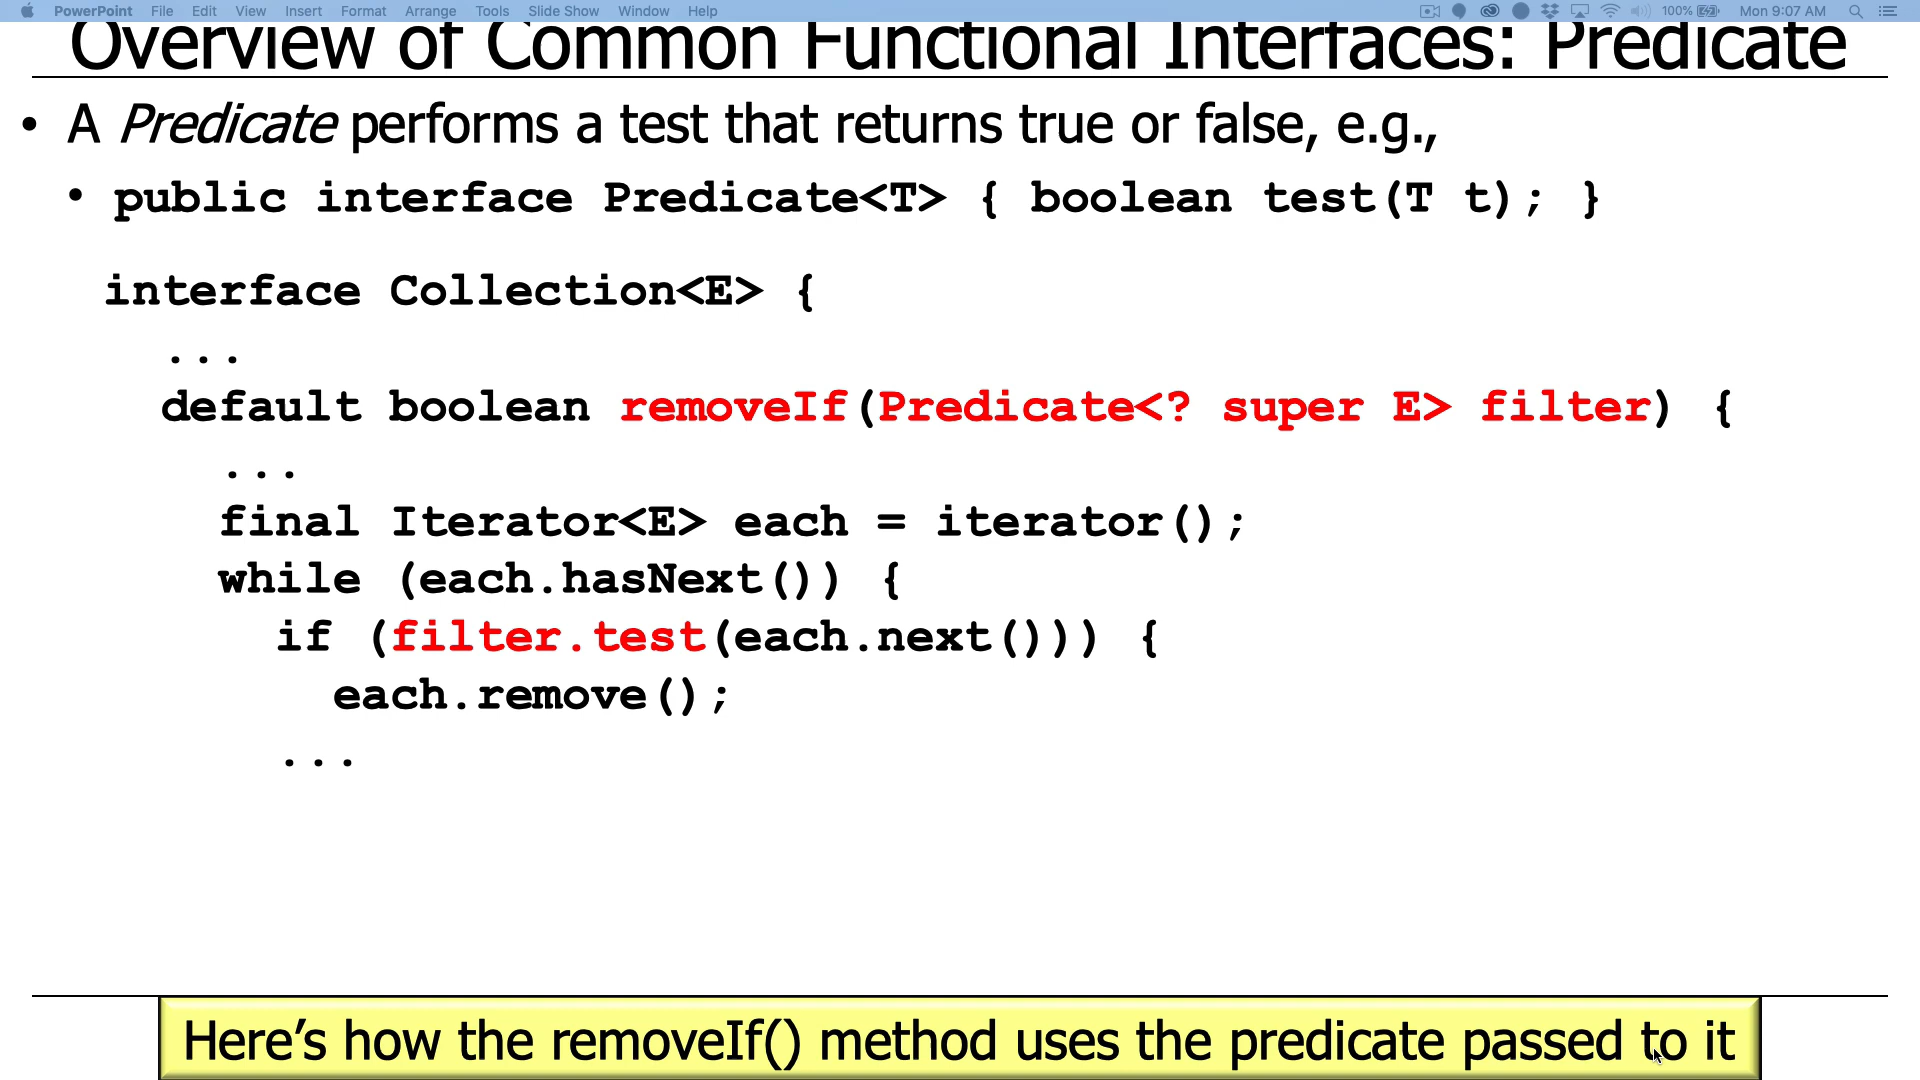 PowerPoint File Edit View Insert Format Arrange Tools Slide Show Window Help 100% Mon 9:07 AM
Overview of Common Functional Interfaces: Predicate
• A Predicate performs a test that returns true or false, e.g.,
• public interface Predicate<T> { boolean test(T t); }
interface Collection<E> {
...
default boolean removeIf(Predicate<? super E> filter) {
...
final Iterator<E> each = iterator();
while (each.hasNext()) {
if (filter.test(each.next())) {
each.remove();
...
Here’s how the removeIf() method uses the predicate passed to it